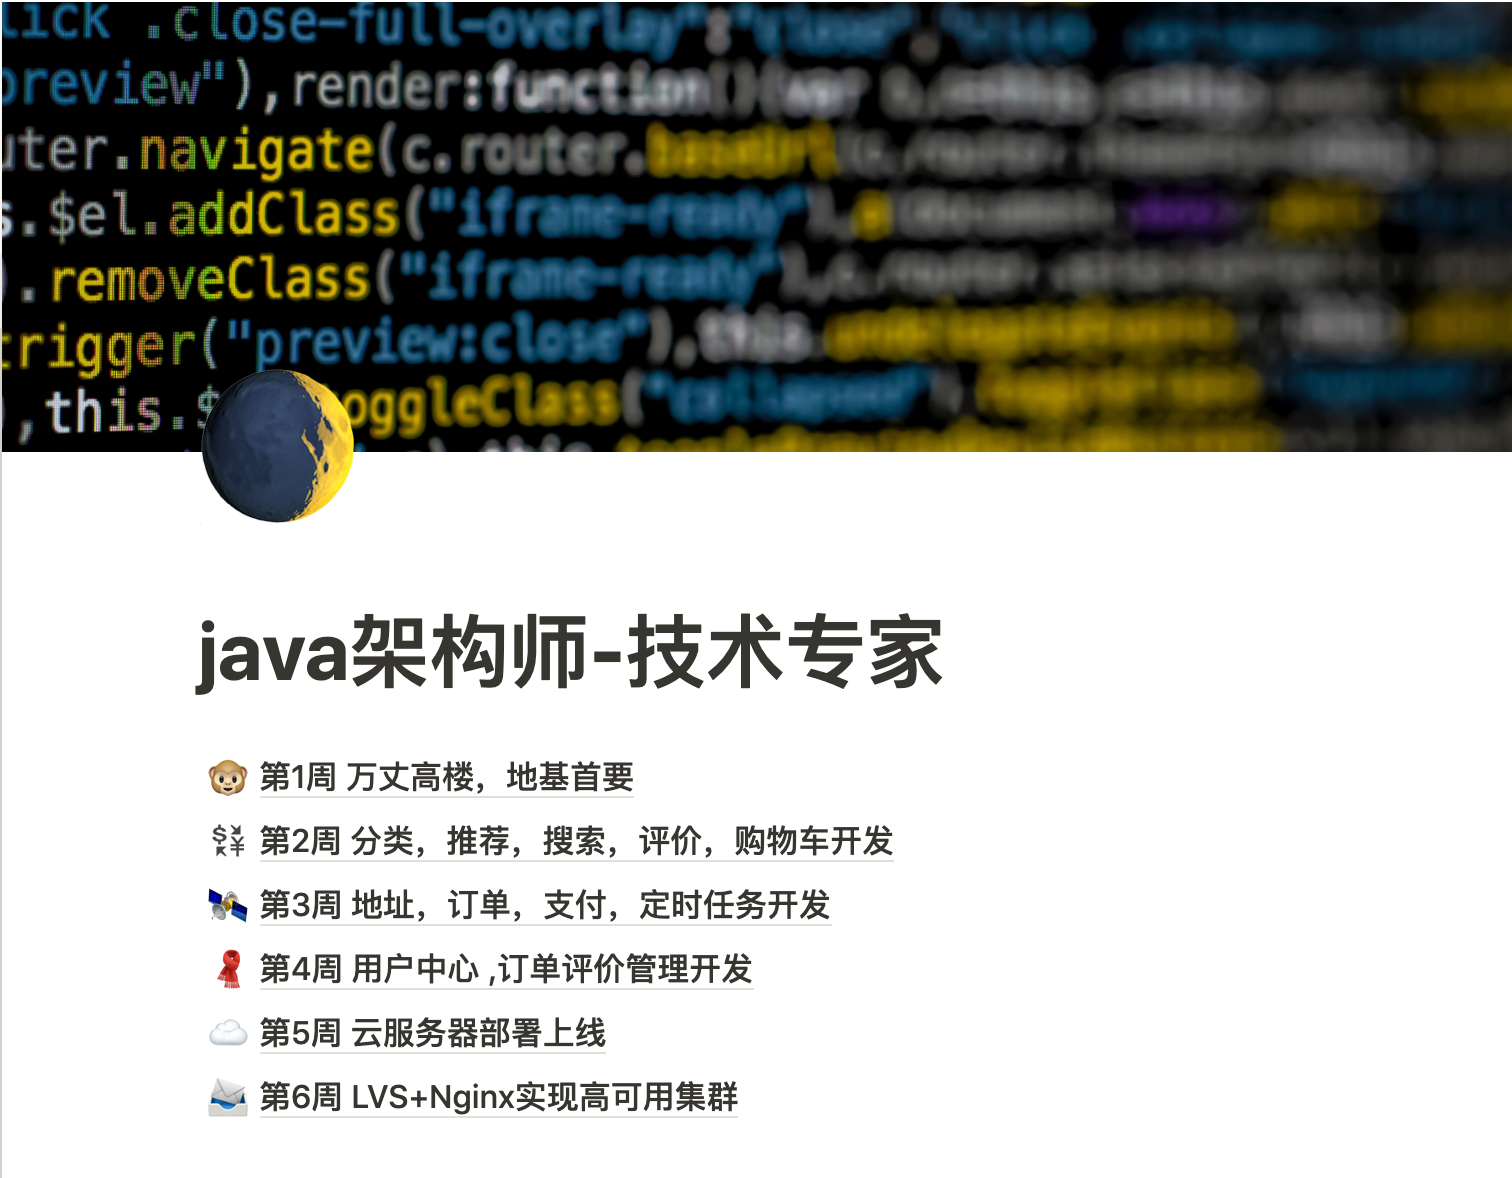 lick .close-full-overlay":"
preview"),render:function(){var
uter.navigate(c.router.baseUrl
s.$el.addClass("iframe-ready"),
).removeClass("iframe-ready"),
trigger("preview:close"),this.
),this.$
oggleClass("collapsed"
java架构师-技术专家
第1周 万丈高楼，地基首要
第2周 分类，推荐，搜索，评价，购物车开发
第3周 地址，订单，支付，定时任务开发
第4周 用户中心 ,订单评价管理开发
第5周 云服务器部署上线
第6周 LVS+Nginx实现高可用集群